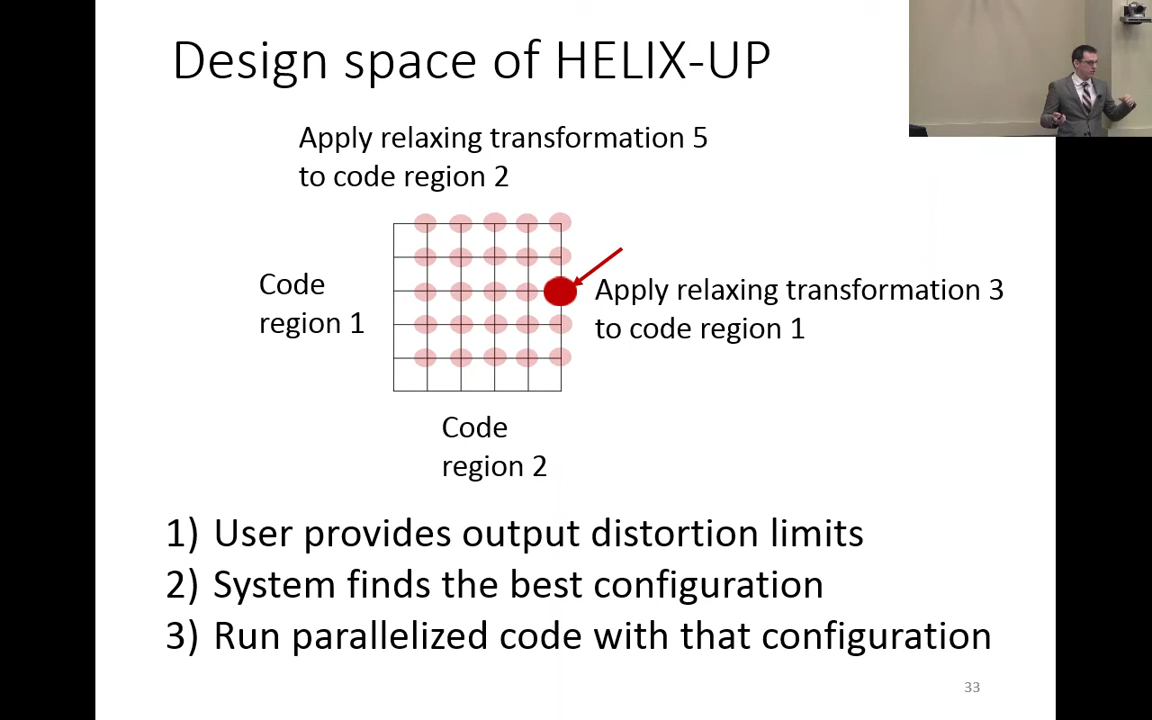 Design space of HELIX-UP
Apply relaxing transformation 5
to code region 2
Code
region 1
Apply relaxing transformation 3
to code region 1
Code
region 2
1) User provides output distortion limits
2) System finds the best configuration
3) Run parallelized code with that configuration
33